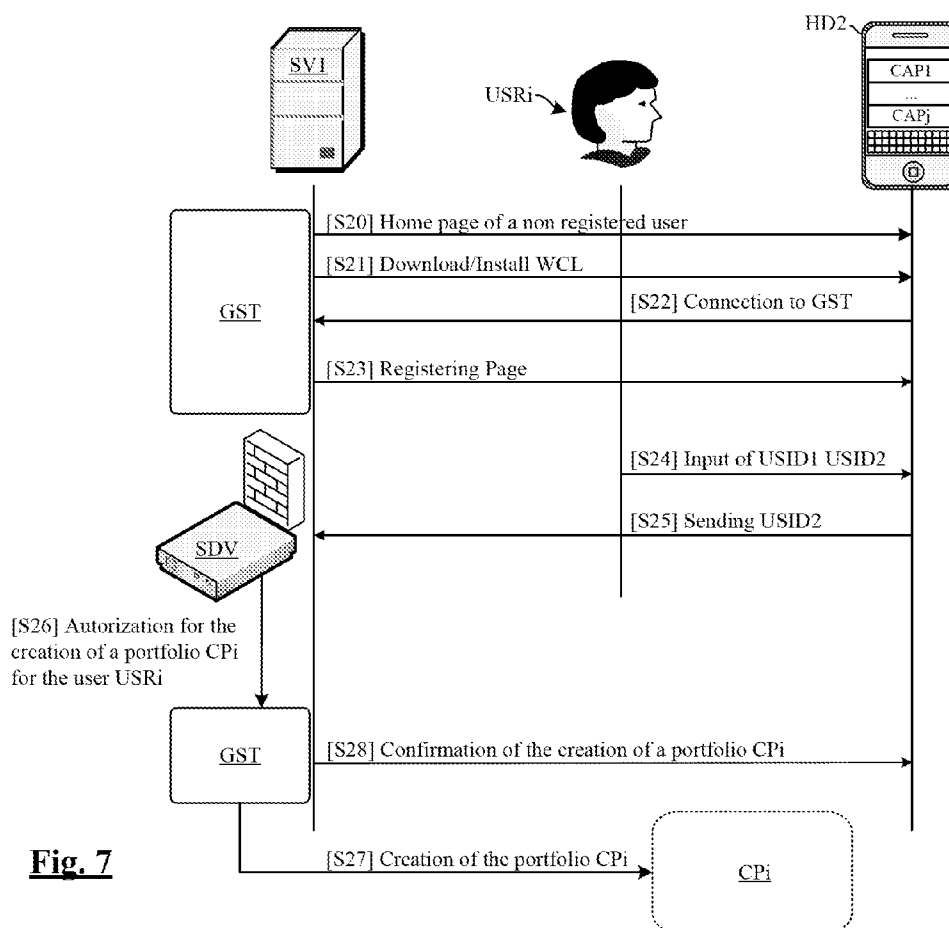 HD2
SV1
USRi
CAP1
...
CAPj
[S20] Home page of a non registered user
[S21] Download/Install WCL
GST
[S22] Connection to GST
[S23] Registering Page
[S24] Input of USID1 USID2
[S25] Sending USID2
SDV
[S26] Autorization for the
creation of a portfolio CPi
for the user USRi
GST
[S28] Confirmation of the creation of a portfolio CPi
Fig. 7
[S27] Creation of the portfolio CPi
CPi